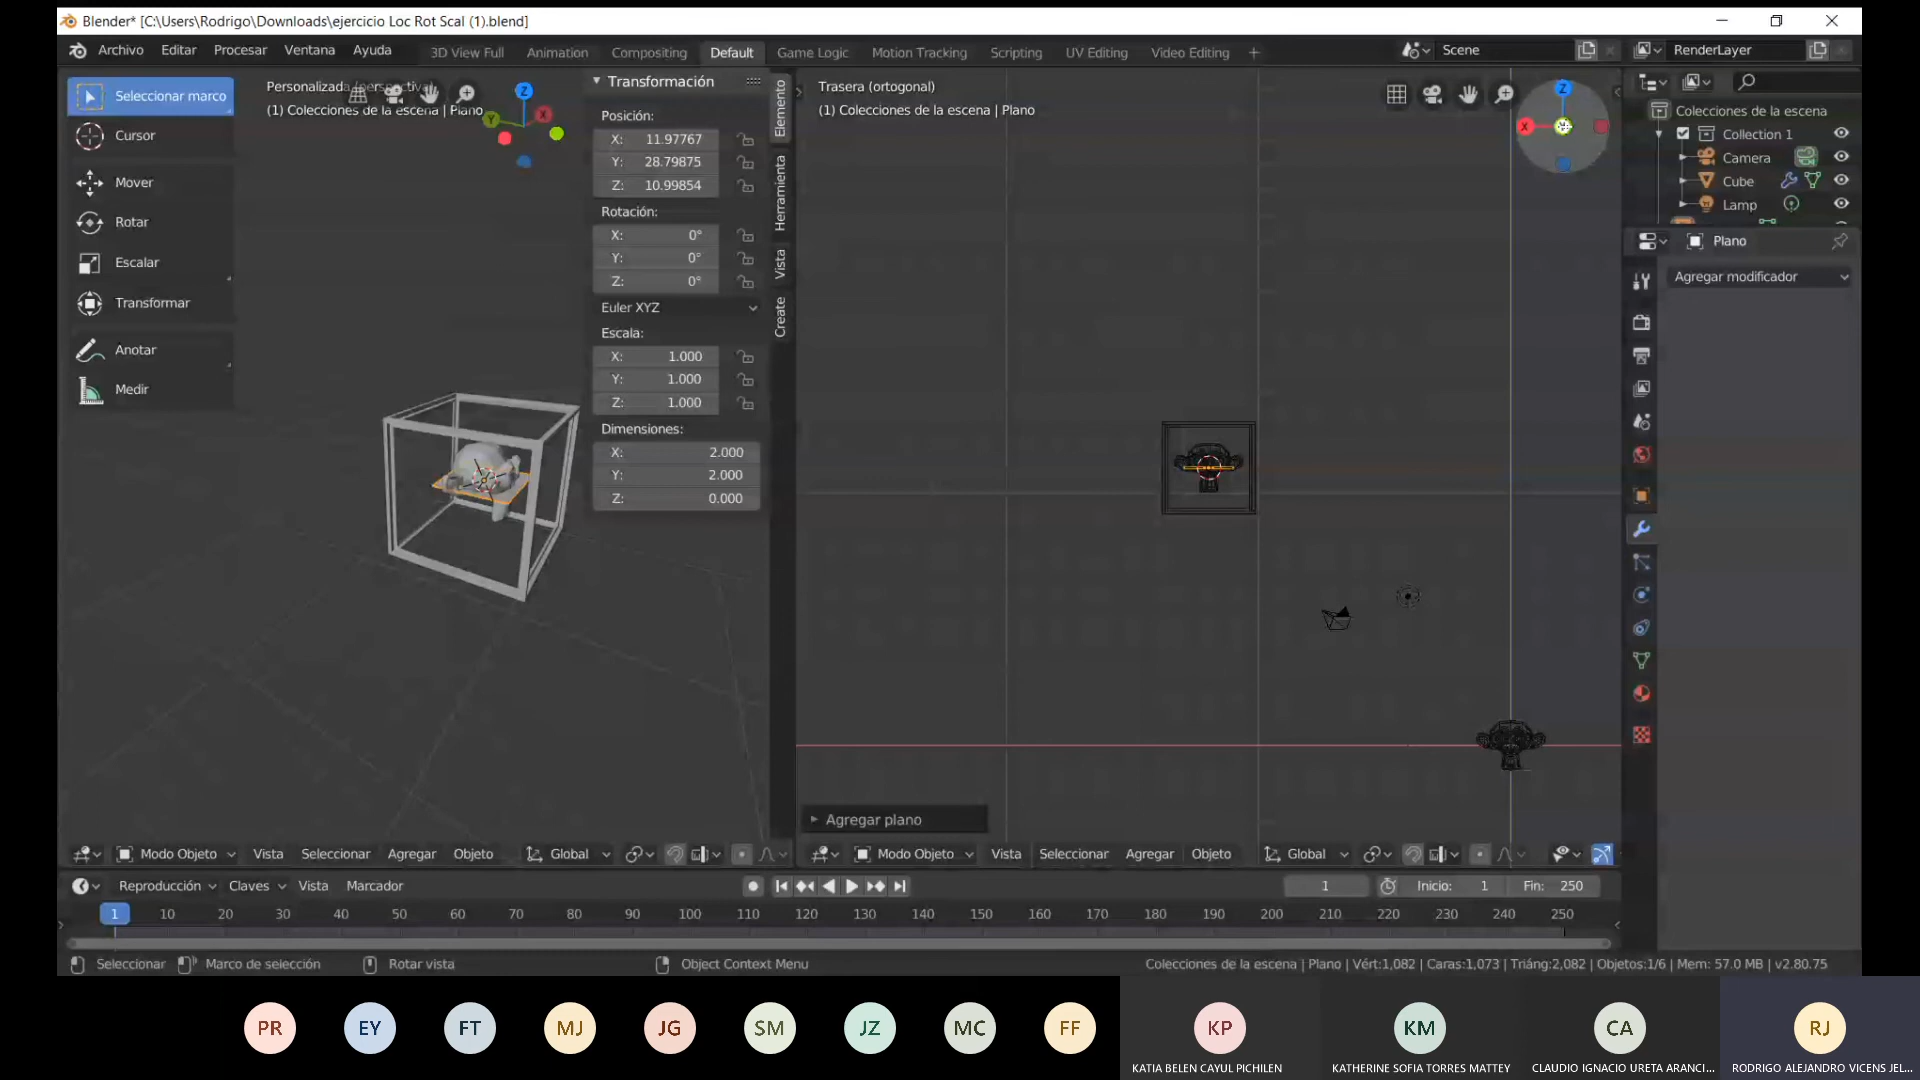 Blender* [C:\Users\Rodrigo\Downloads\ejercicio Loc Rot Scal (1).blend]
Archivo Editar Procesar Ventana Ayuda
3D View Full Animation Compositing Default Game Logic Motion Tracking Scripting UV Editing Video Editing +
Scene
RenderLayer
Seleccionar marco
Cursor
Mover
Rotar
Escalar
Transformar
Anotar
Medir
Personalizada (perspectiva)
(1) Colecciones de la escena | Plano
Z
X
Y
Transformación
Posición:
X: 11.97767
Y: 28.79875
Z: 10.99854
Rotación:
X: 0°
Y: 0°
Z: 0°
Euler XYZ
Escala:
X: 1.000
Y: 1.000
Z: 1.000
Dimensiones:
X: 2.000
Y: 2.000
Z: 0.000
Elemento
Herramienta
Vista
Create
Trasera (ortogonal)
(1) Colecciones de la escena | Plano
Z
X
Agregar plano
Colecciones de la escena
Collection 1
Camera
Cube
Lamp
Plano
Agregar modificador
Modo Objeto Vista Seleccionar Agregar Objeto Global
Modo Objeto Vista Seleccionar Agregar Objeto Global
Reproducción Claves Vista Marcador
1 Inicio: 1 Fin: 250
1 10 20 30 40 50 60 70 80 90 100 110 120 130 140 150 160 170 180 190 200 210 220 230 240 250
Seleccionar Marco de selección Rotar vista Object Context Menu
Colecciones de la escena | Plano | Vért:1,082 | Caras:1,073 | Triáng:2,082 | Objetos:1/6 | Mem: 57.0 MB | v2.80.75
PR EY FT MJ JG SM JZ MC FF KP KM CA RJ
KATIA BELEN CAYUL PICHILEN
KATHERINE SOFIA TORRES MATTEY
CLAUDIO IGNACIO URETA ARANCI...
RODRIGO ALEJANDRO VICENS JEL...